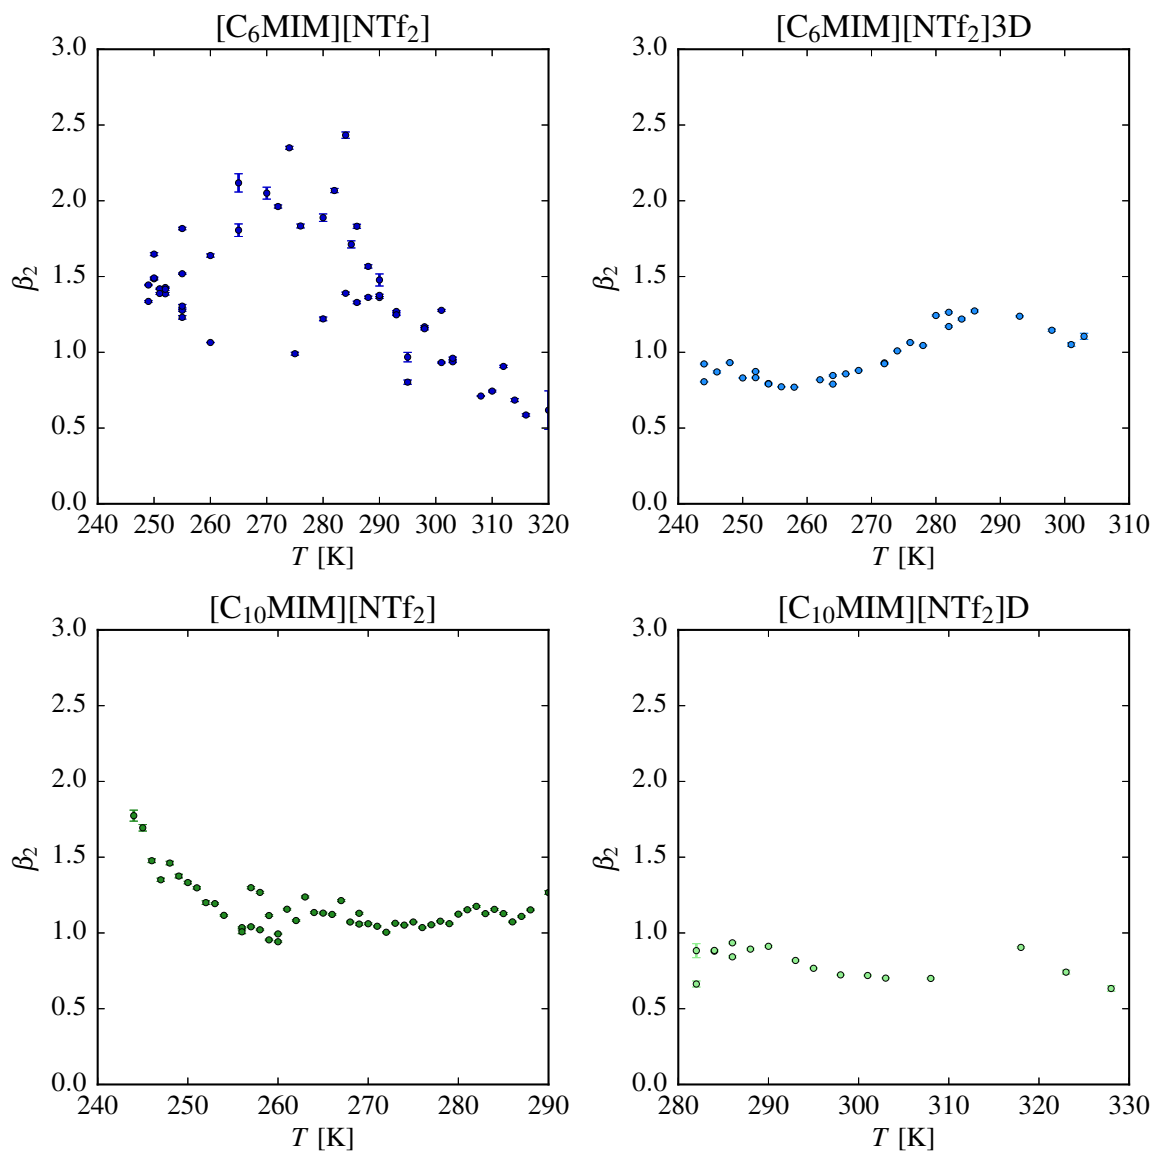 [C₆MIM][NTf₂]
3.0
2.5
2.0
1.5
1.0
0.5
0.0
β₂
240 250 260 270 280 290 300 310 320
T [K]
[C₆MIM][NTf₂]3D
3.0
2.5
2.0
1.5
1.0
0.5
0.0
β₂
240 250 260 270 280 290 300 310
T [K]
[C₁₀MIM][NTf₂]
3.0
2.5
2.0
1.5
1.0
0.5
0.0
β₂
240 250 260 270 280 290
T [K]
[C₁₀MIM][NTf₂]D
3.0
2.5
2.0
1.5
1.0
0.5
0.0
β₂
280 290 300 310 320 330
T [K]